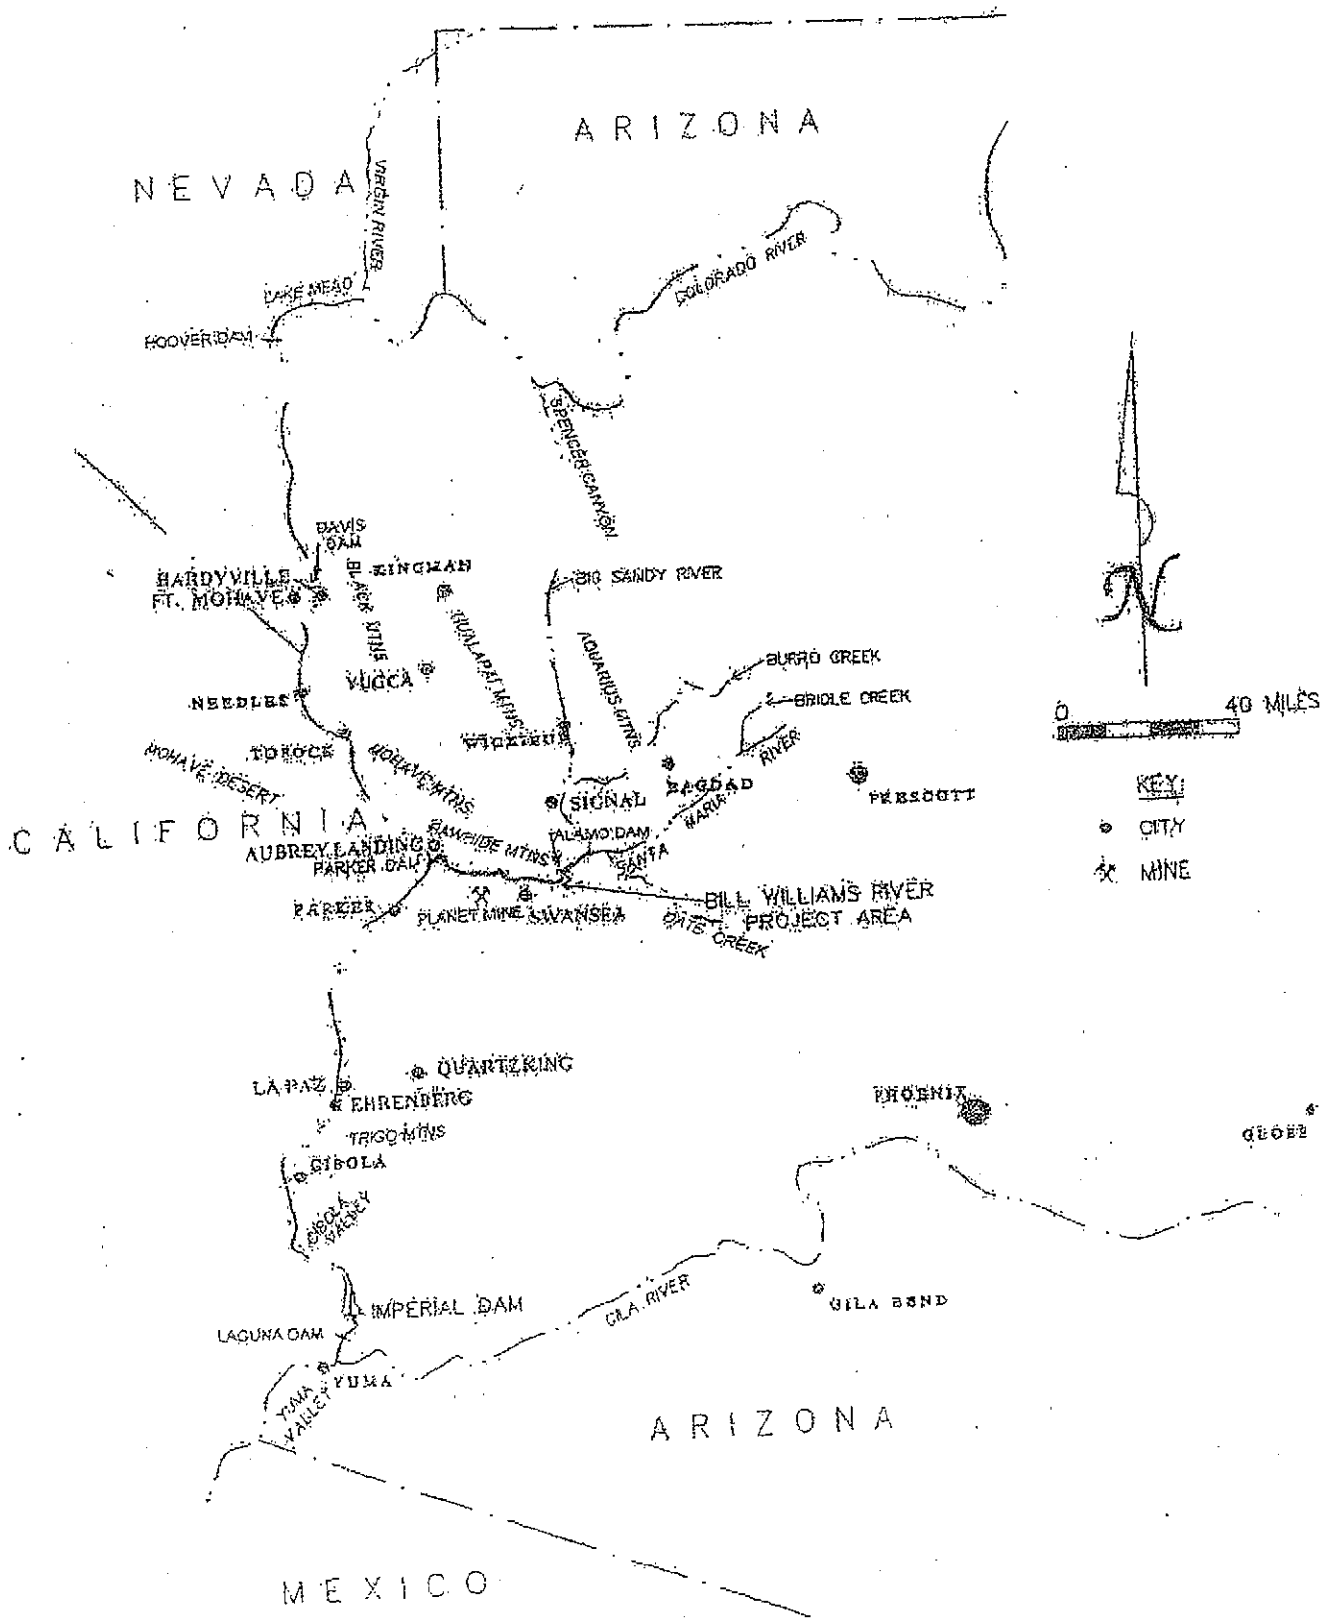 ARIZONA
NEVADA
VIRGIN RIVER
COLORADO RIVER
LAKE MEAD
HOOVER DAM
SPENCER CANYON
DAVIS
DAM
HARDYVILLE
FT. MOHAVE
BLACK MTNS
KINGMAN
BIG SANDY RIVER
HUALAPAI MTNS
AQUARIUS MTNS
BURRO CREEK
YUCCA
NEEDLES
BRIDLE CREEK
0 40 MILES
TOPOCK
MOHAVE MTNS
MOHAVE DESERT
RIVER
BAGDAD
PRESCOTT
KEY:
SIGNAL
MARIA
CALIFORNIA
CITY
RAWHIDE MTNS
ALAMO DAM
AUBREY LANDING
PARKER DAM
SANTA
MINE
BILL WILLIAMS RIVER
PROJECT AREA
PARKER
PLANET MINE
SWANSEA
DATE CREEK
QUARTZKING
LA PAZ
EHRENBERG
PHOENIX
TRIGO MTNS
CIBOLA
CIBOLA
VALLEY
GILA RIVER
GILA BEND
IMPERIAL DAM
LAGUNA DAM
YUMA
YUMA
VALLEY
ARIZONA
MEXICO